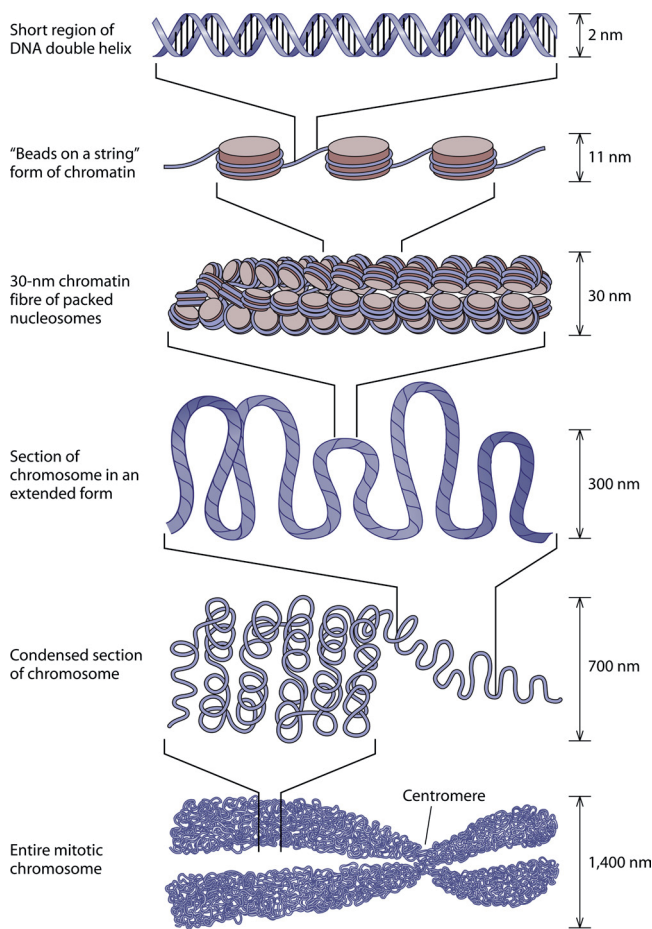 Short region of
DNA double helix
2 nm
“Beads on a string”
form of chromatin
11 nm
30-nm chromatin
fibre of packed
nucleosomes
30 nm
Section of
chromosome in an
extended form
300 nm
Condensed section
of chromosome
700 nm
Centromere
Entire mitotic
chromosome
1,400 nm